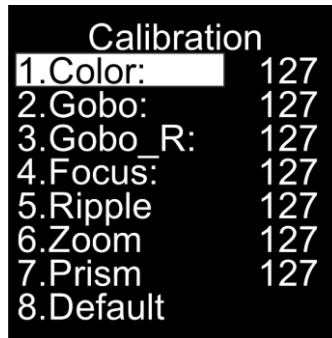 Calibration
1.Color: 127
2.Gobo: 127
3.Gobo_R: 127
4.Focus: 127
5.Ripple 127
6.Zoom 127
7.Prism 127
8.Default